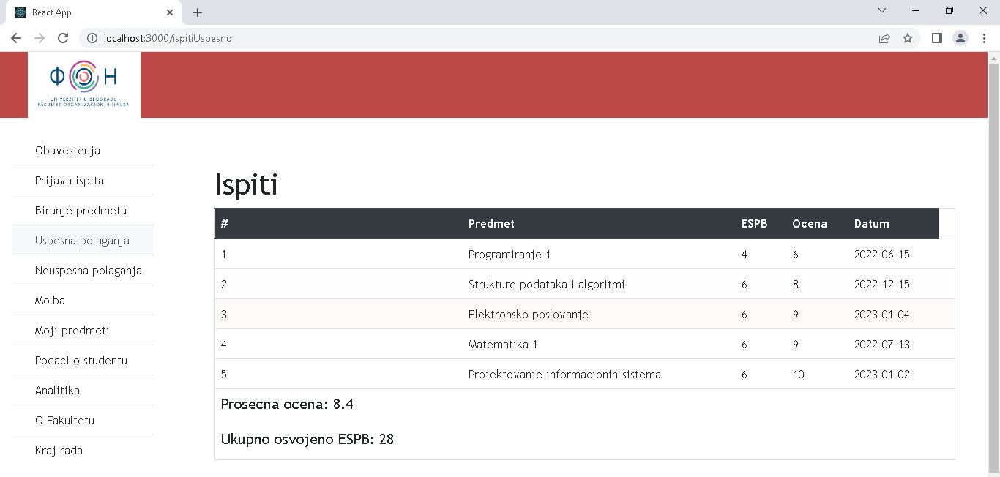 React App
localhost:3000/ispitiUspesno
ФОН
UNIVERZITET U BEOGRADU
FAKULTET ORGANIZACIONIH NAUKA
Obavestenja
Prijava ispita
Biranje predmeta
Uspesna polaganja
Neuspesna polaganja
Molba
Moji predmeti
Podaci o studentu
Analitika
O Fakultetu
Kraj rada
Ispiti
# Predmet ESPB Ocena Datum
1 Programiranje 1 4 6 2022-06-15
2 Strukture podataka i algoritmi 6 8 2022-12-15
3 Elektronsko poslovanje 6 9 2023-01-04
4 Matematika 1 6 9 2022-07-13
5 Projektovanje informacionih sistema 6 10 2023-01-02
Prosecna ocena: 8.4
Ukupno osvojeno ESPB: 28